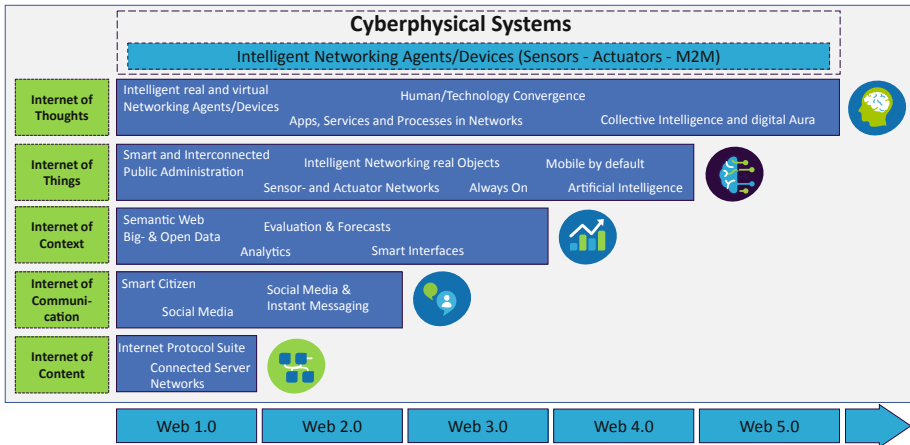 Cyberphysical Systems
Intelligent Networking Agents/Devices (Sensors - Actuators - M2M)
Internet of
Thoughts
Intelligent real and virtual
Networking Agents/Devices
Human/Technology Convergence
Apps, Services and Processes in Networks
Collective Intelligence and digital Aura
Internet of
Things
Smart and Interconnected
Public Administration
Intelligent Networking real Objects
Mobile by default
Sensor- and Actuator Networks
Always On
Artificial Intelligence
Internet of
Context
Semantic Web
Big- & Open Data
Evaluation & Forecasts
Analytics
Smart Interfaces
Internet of
Communi-
cation
Smart Citizen
Social Media &
Instant Messaging
Social Media
Internet of
Content
Internet Protocol Suite
Connected Server
Networks
Web 1.0
Web 2.0
Web 3.0
Web 4.0
Web 5.0